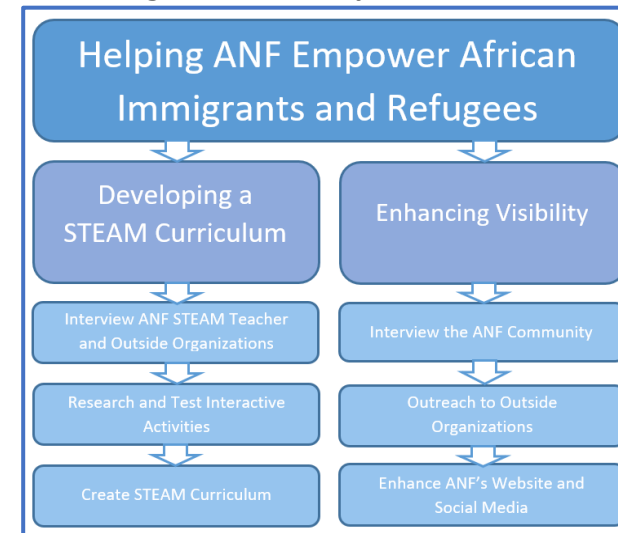 Helping ANF Empower African
Immigrants and Refugees
Developing a
STEAM Curriculum
Interview ANF STEAM Teacher
and Outside Organizations
Research and Test Interactive
Activities
Create STEAM Curriculum
Enhancing Visibility
Interview the ANF Community
Outreach to Outside
Organizations
Enhance ANF's Website and
Social Media